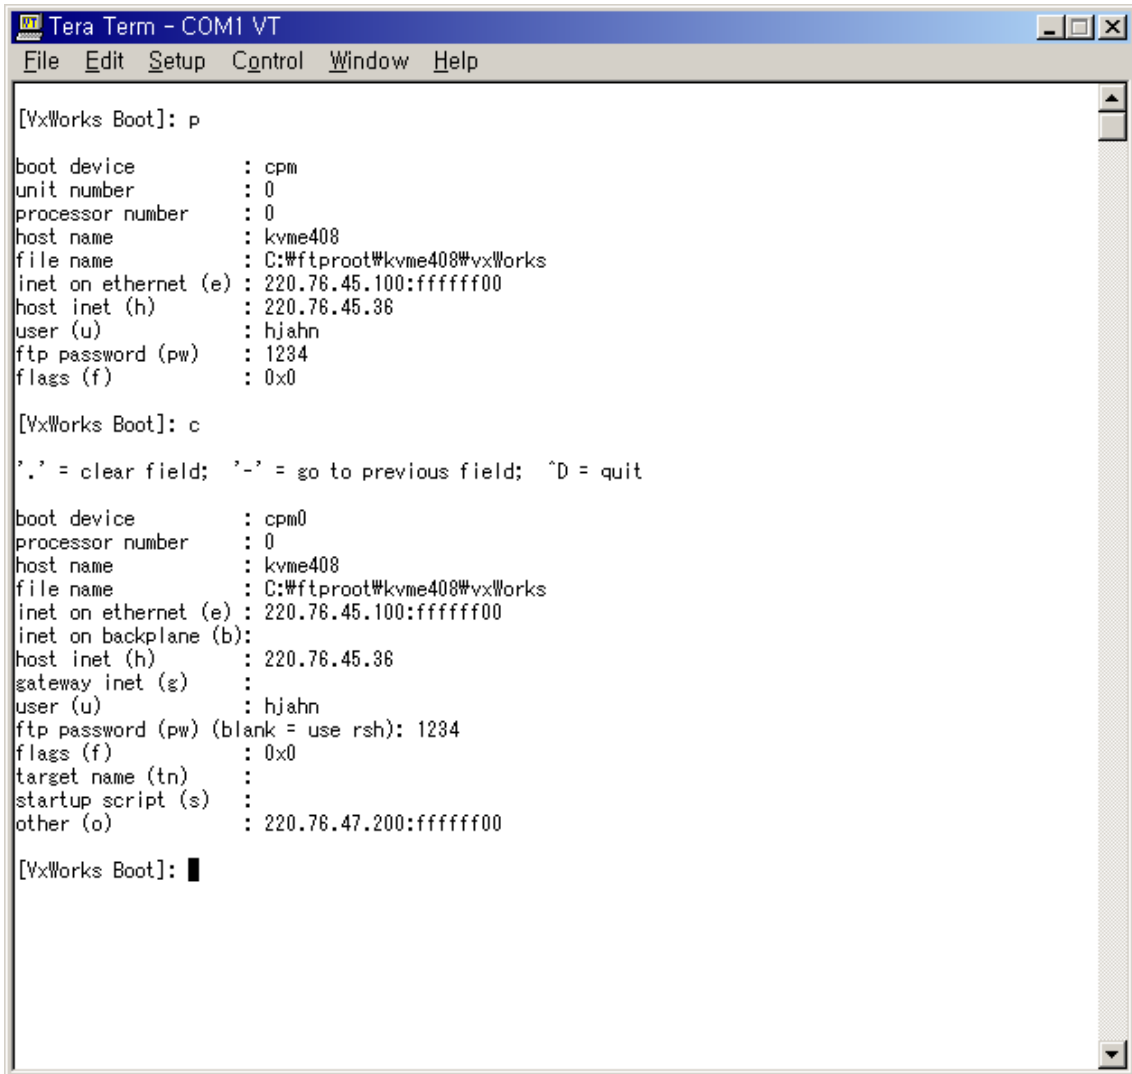 Tera Term - COM1 VT
File Edit Setup Control Window Help
[VxWorks Boot]: p
boot device : cpm
unit number : 0
processor number : 0
host name : kvme408
file name : C:₩ftproot₩kvme408₩vxWorks
inet on ethernet (e) : 220.76.45.100:ffffff00
host inet (h) : 220.76.45.36
user (u) : hjahn
ftp password (pw) : 1234
flags (f) : 0x0
[VxWorks Boot]: c
'.' = clear field; '-' = go to previous field; ^D = quit
boot device : cpm0
processor number : 0
host name : kvme408
file name : C:₩ftproot₩kvme408₩vxWorks
inet on ethernet (e) : 220.76.45.100:ffffff00
inet on backplane (b):
host inet (h) : 220.76.45.36
gateway inet (g) :
user (u) : hjahn
ftp password (pw) (blank = use rsh): 1234
flags (f) : 0x0
target name (tn) :
startup script (s) :
other (o) : 220.76.47.200:ffffff00
[VxWorks Boot]: